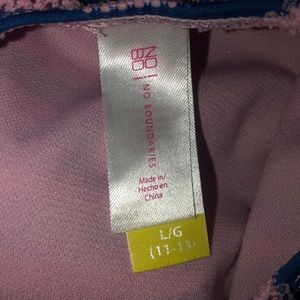 NO!
BO
NO BOUNDARIES
Made in/
Hecho en
China
L/G
(11-13)